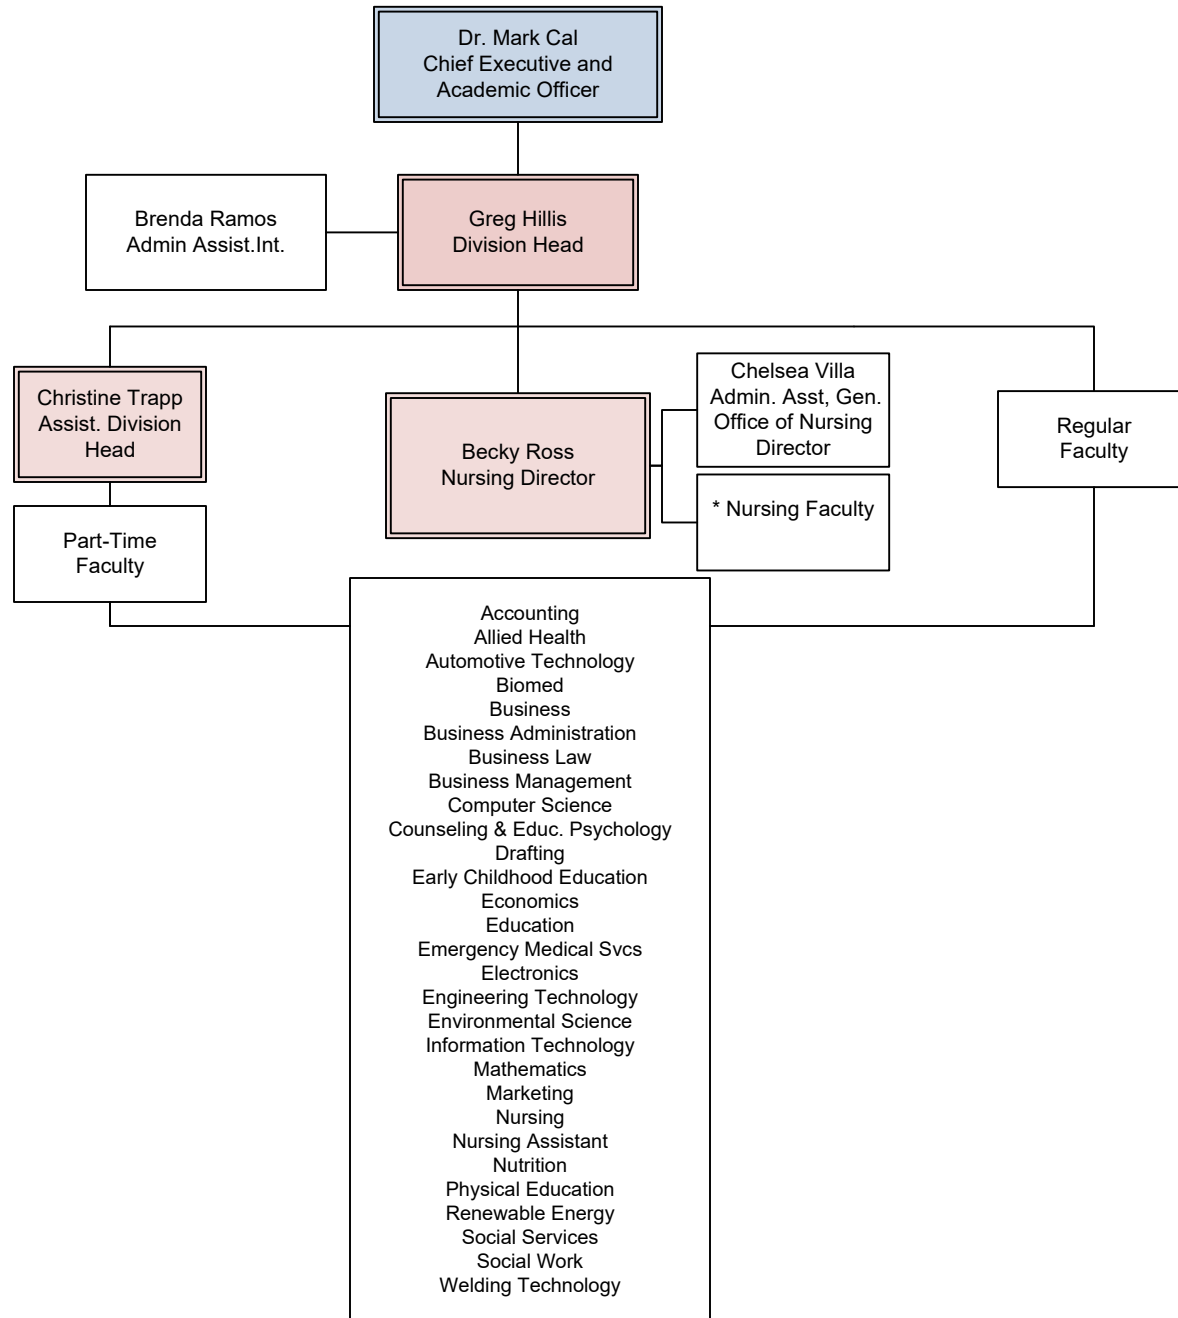 Dr. Mark Cal
Chief Executive and
Academic Officer
Brenda Ramos
Admin Assist.Int.
Greg Hillis
Division Head
Christine Trapp
Assist. Division
Head
Becky Ross
Nursing Director
Chelsea Villa
Admin. Asst, Gen.
Office of Nursing
Director
* Nursing Faculty
Regular
Faculty
Part-Time
Faculty
Accounting
Allied Health
Automotive Technology
Biomed
Business
Business Administration
Business Law
Business Management
Computer Science
Counseling & Educ. Psychology
Drafting
Early Childhood Education
Economics
Education
Emergency Medical Svcs
Electronics
Engineering Technology
Environmental Science
Information Technology
Mathematics
Marketing
Nursing
Nursing Assistant
Nutrition
Physical Education
Renewable Energy
Social Services
Social Work
Welding Technology